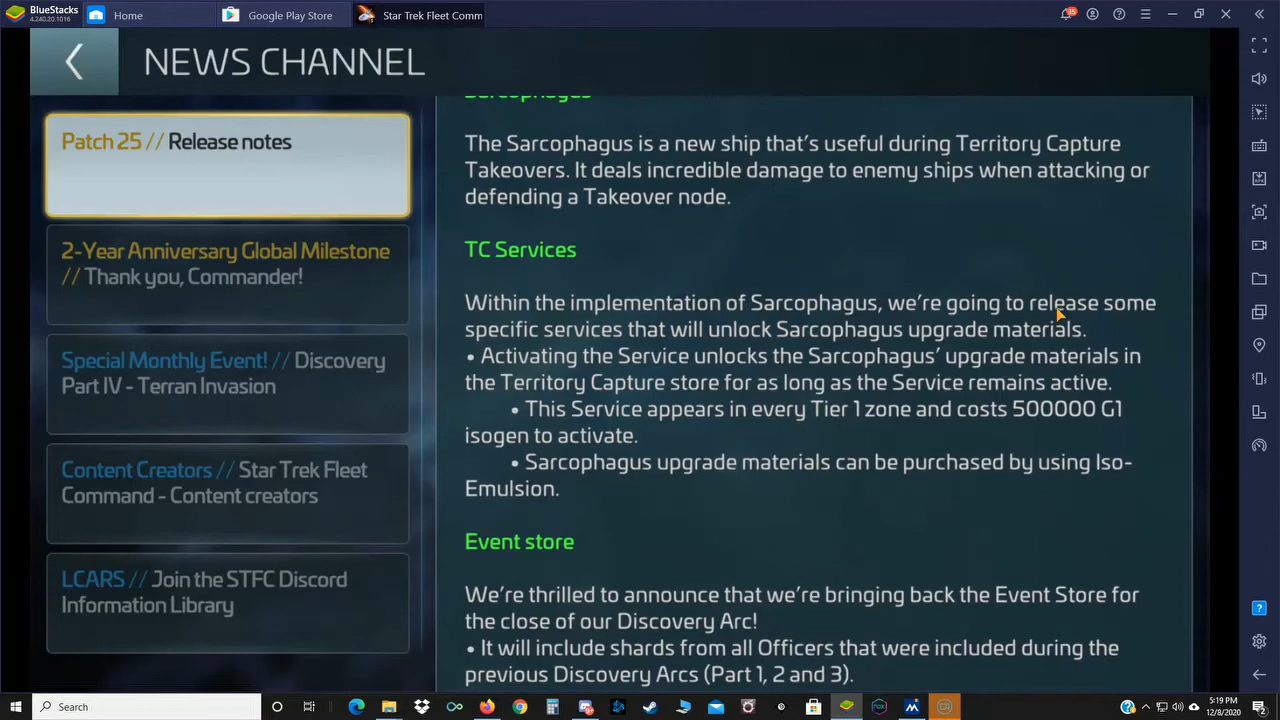 BlueStacks
4.240.20.1016
Home
Google Play Store
Star Trek Fleet Comm
35
NEWS CHANNEL
Patch 25 // Release notes
2-Year Anniversary Global Milestone
// Thank you, Commander!
Special Monthly Event! // Discovery
Part IV - Terran Invasion
Content Creators // Star Trek Fleet
Command - Content creators
LCARS // Join the STFC Discord
Information Library
Sarcophagus
The Sarcophagus is a new ship that's useful during Territory Capture
Takeovers. It deals incredible damage to enemy ships when attacking or
defending a Takeover node.
TC Services
Within the implementation of Sarcophagus, we're going to release some
specific services that will unlock Sarcophagus upgrade materials.
• Activating the Service unlocks the Sarcophagus' upgrade materials in
the Territory Capture store for as long as the Service remains active.
• This Service appears in every Tier 1 zone and costs 500000 G1
isogen to activate.
• Sarcophagus upgrade materials can be purchased by using Iso-
Emulsion.
Event store
We're thrilled to announce that we're bringing back the Event Store for
the close of our Discovery Arc!
• It will include shards from all Officers that were included during the
previous Discovery Arcs (Part 1, 2 and 3).
Search
5:19 PM
12/8/2020